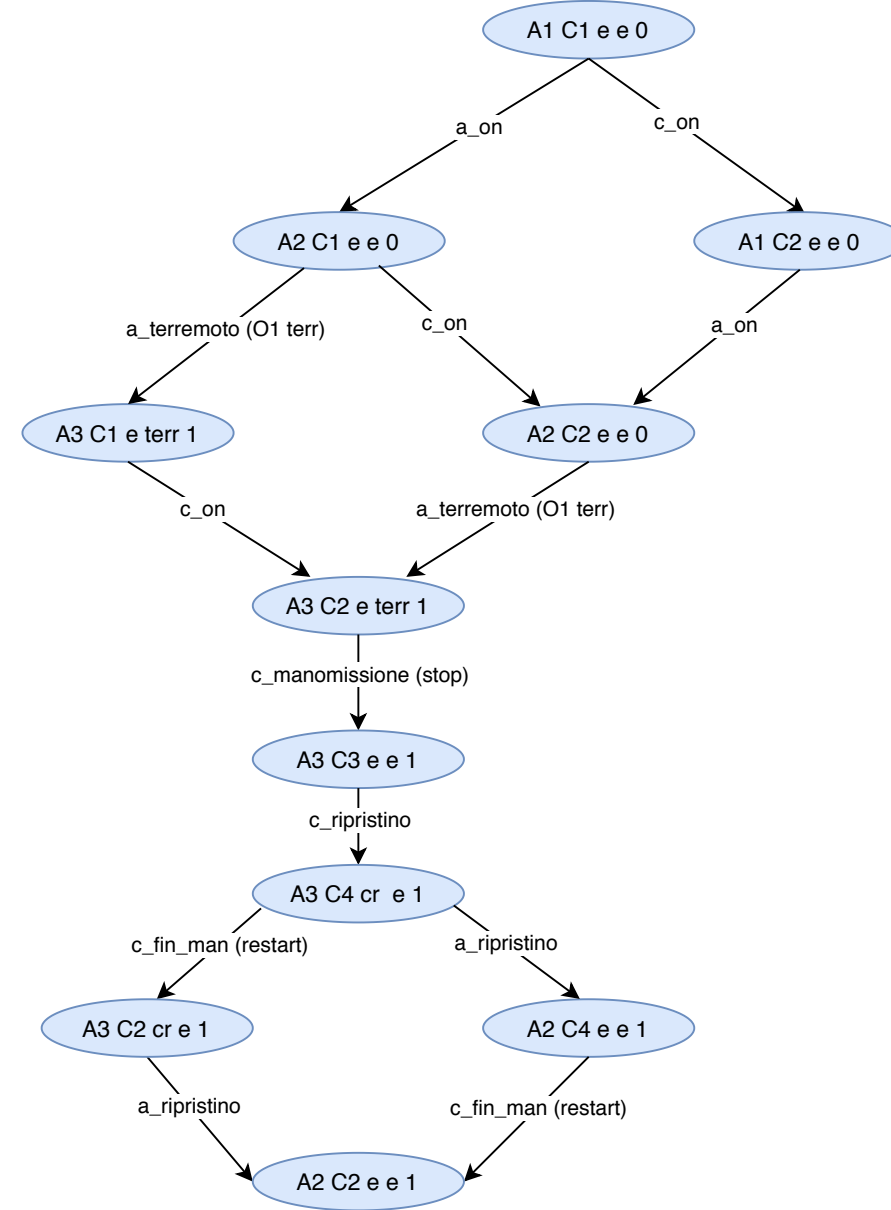 A1 C1 e e 0
a_on
c_on
A2 C1 e e 0
A1 C2 e e 0
a_terremoto (O1 terr)
c_on
a_on
A3 C1 e terr 1
A2 C2 e e 0
c_on
a_terremoto (O1 terr)
A3 C2 e terr 1
c_manomissione (stop)
A3 C3 e e 1
c_ripristino
A3 C4 cr e 1
c_fin_man (restart)
a_ripristino
A3 C2 cr e 1
A2 C4 e e 1
a_ripristino
c_fin_man (restart)
A2 C2 e e 1